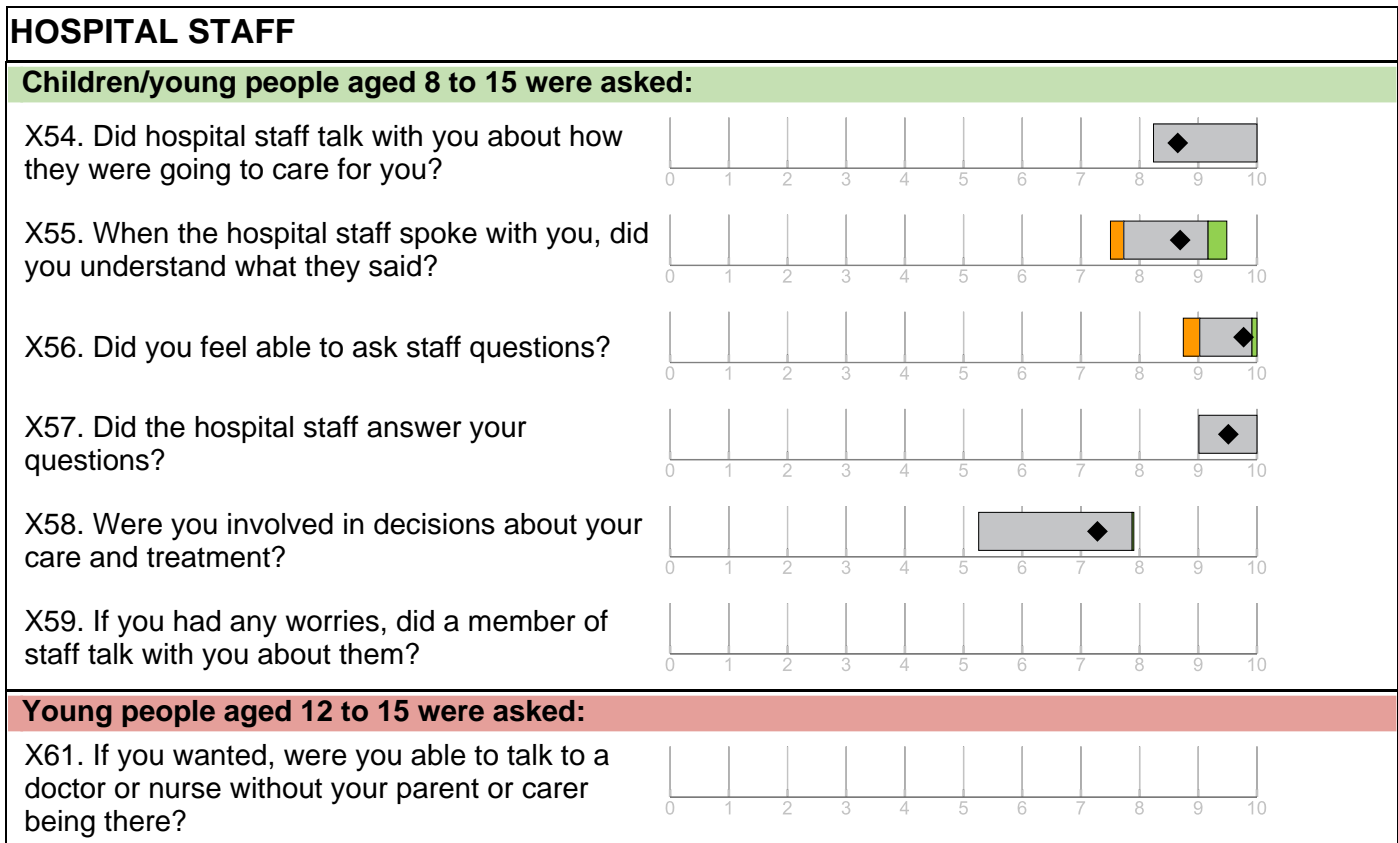 HOSPITAL STAFF
Children/young people aged 8 to 15 were asked:
X54. Did hospital staff talk with you about how
they were going to care for you?
0 1 2 3 4 5 6 7 8 9 10
X55. When the hospital staff spoke with you, did
you understand what they said?
0 1 2 3 4 5 6 7 8 9 10
X56. Did you feel able to ask staff questions?
0 1 2 3 4 5 6 7 8 9 10
X57. Did the hospital staff answer your
questions?
0 1 2 3 4 5 6 7 8 9 10
X58. Were you involved in decisions about your
care and treatment?
0 1 2 3 4 5 6 7 8 9 10
X59. If you had any worries, did a member of
staff talk with you about them?
0 1 2 3 4 5 6 7 8 9 10
Young people aged 12 to 15 were asked:
X61. If you wanted, were you able to talk to a
doctor or nurse without your parent or carer
being there?
0 1 2 3 4 5 6 7 8 9 10